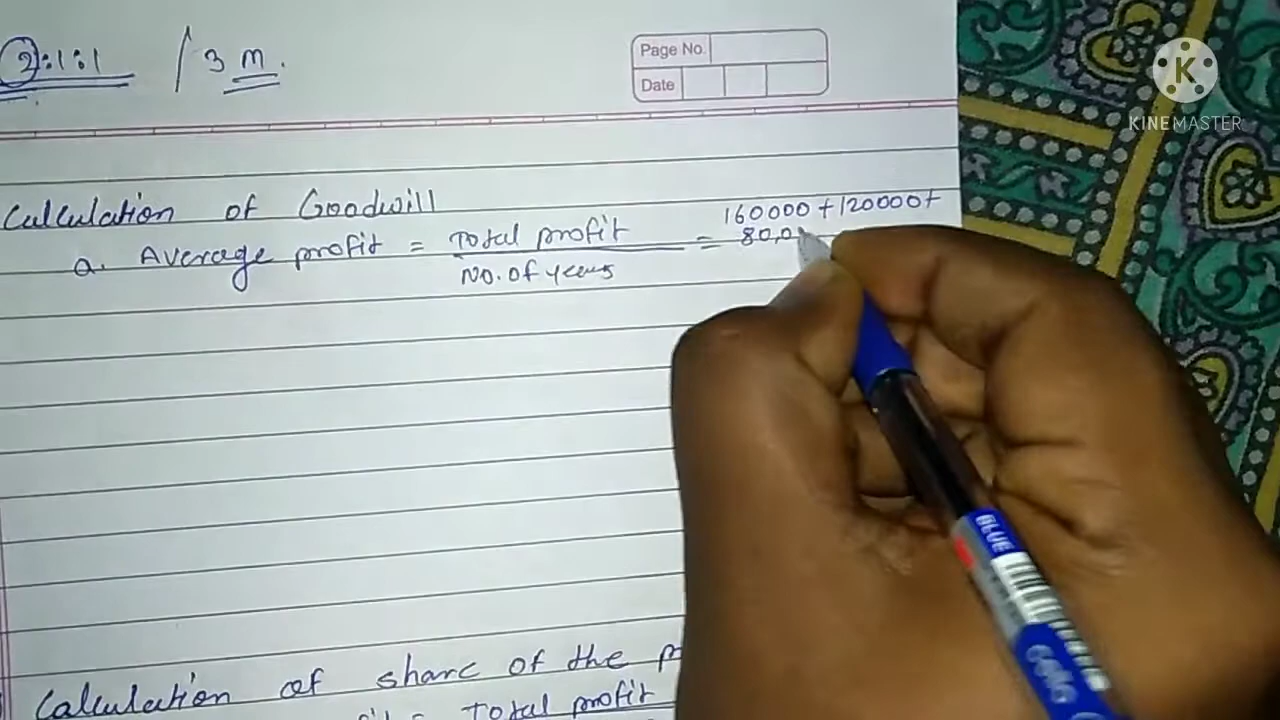 2:1:1 / 3 m.
Page No.
Date
K
KINEMASTER
Calculation of Goodwill
160000 + 120000 +
a. Average profit = Total profit = 80,0
No. of years
BLUE
cello
Calculation of share of the p
= Total profit